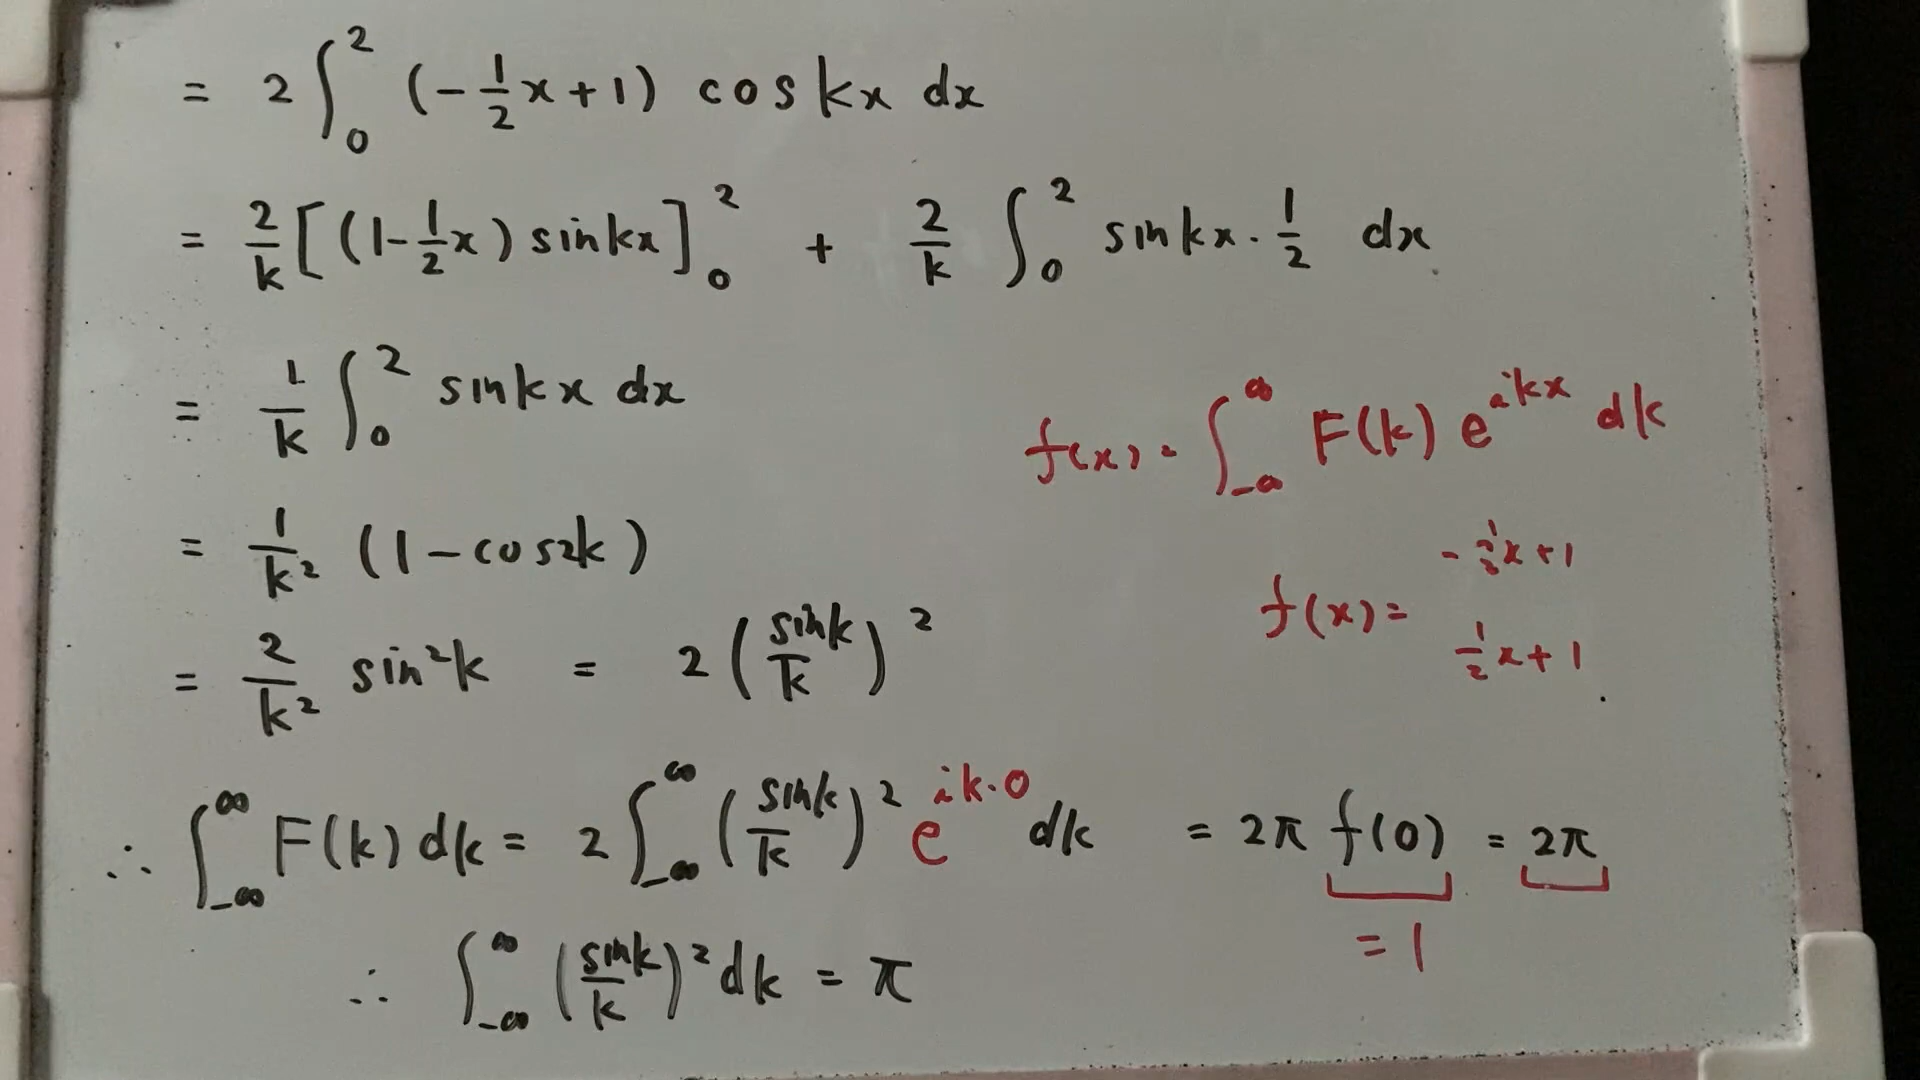 = 2 ∫₀² (-½x+1) cos kx dx
= 2/k [(1-½x) sin kx]₀² + 2/k ∫₀² sin kx · ½ dx
= 1/k ∫₀² sin kx dx
f(x) = ∫_{-∞}^{∞} F(k) e^{ikx} dk
= 1/k² (1-cos2k)
-½x+1
f(x) =
½x+1
= 2/k² sin²k = 2 (sin k/k)²
∴ ∫_{-∞}^{∞} F(k) dk = 2 ∫_{-∞}^{∞} (sin k/k)² e^{ik·0} dk = 2π f(0) = 2π
= 1
∴ ∫_{-∞}^{∞} (sin k/k)² dk = π